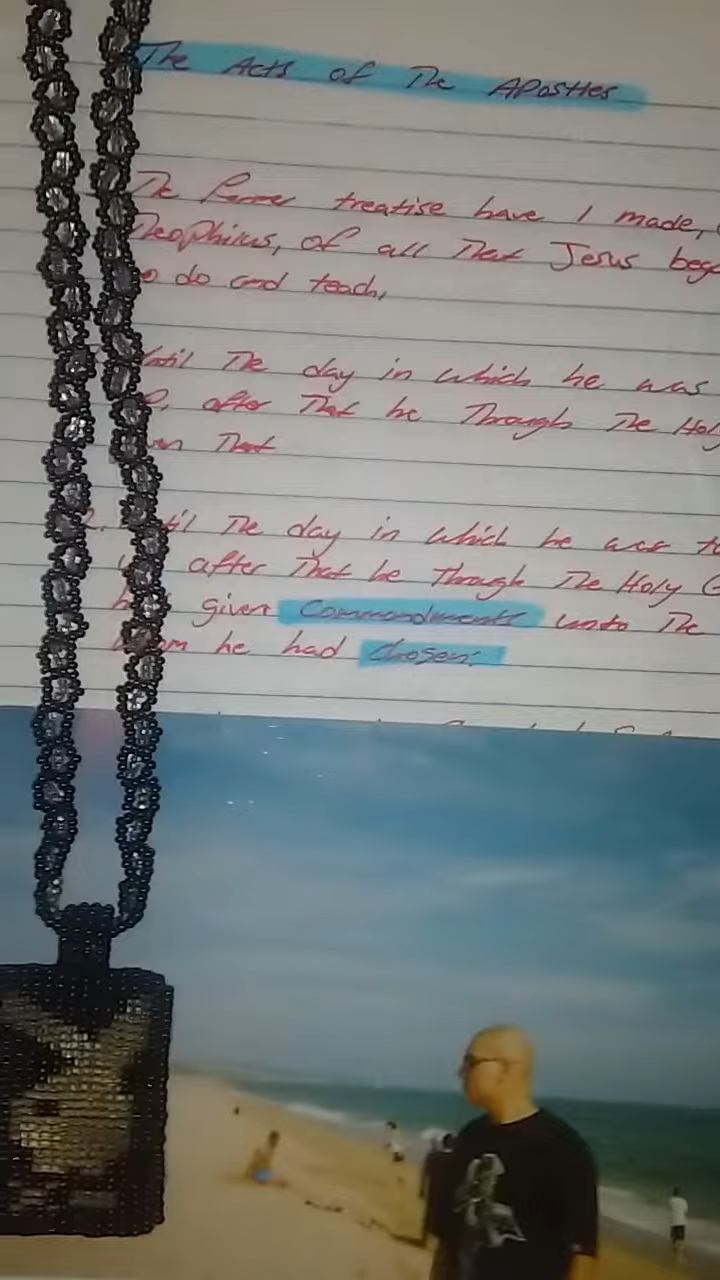 The Acts of The Apostles
The former treatise have I made,
Theophilus, of all That Jesus beg
do and teach,
until The day in which he was
after That he Through The Hol
That
2. til The day in which he was t
after That he Through The Holy G
given Commandments unto The
whom he had chosen: